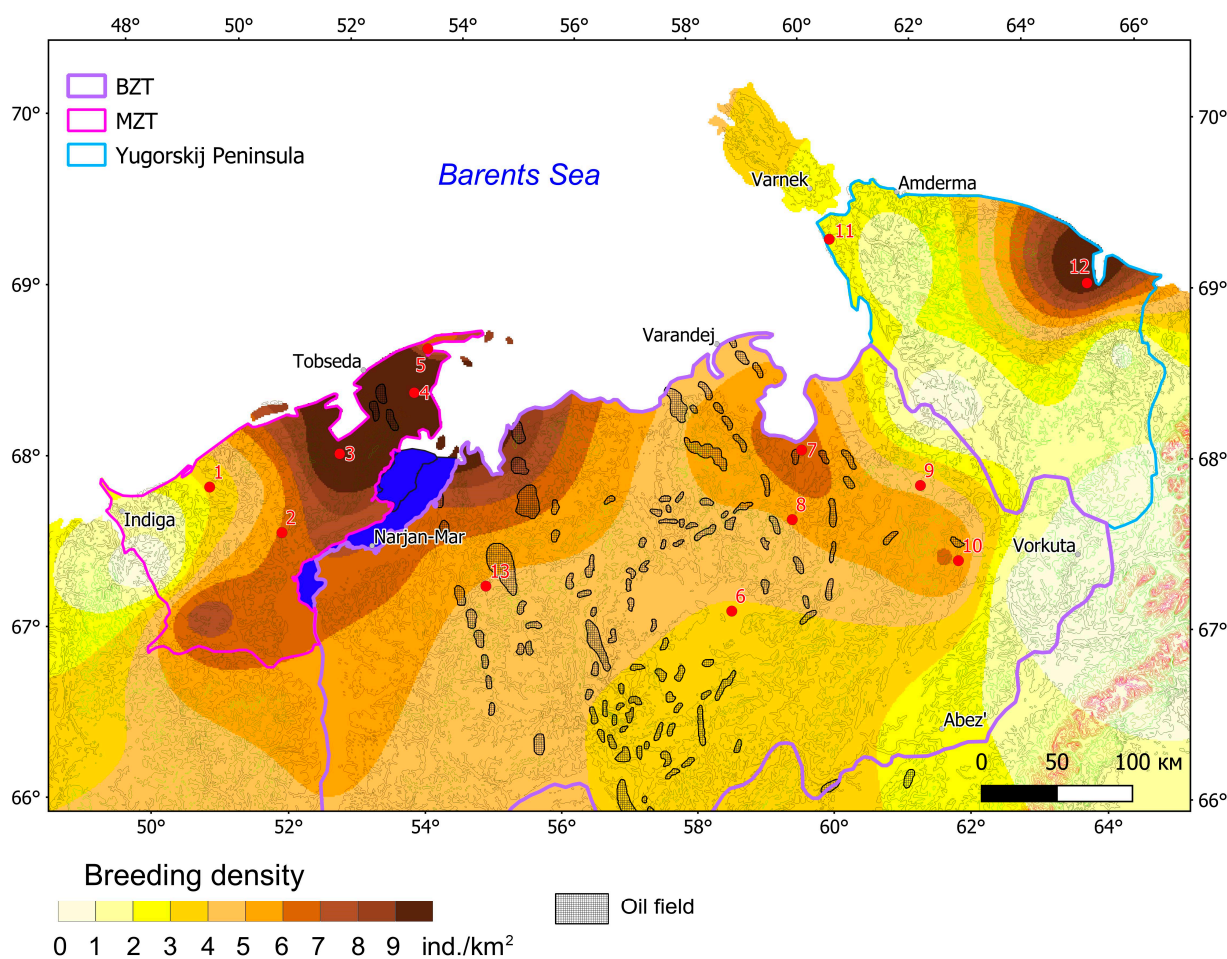 48° 50° 52° 54° 56° 58° 60° 62° 64° 66°
BZT
MZT
Yugorskij Peninsula
70° 70°
Barents Sea
Varnek
Amderma
11
12
69° 69°
Varandej
Tobseda
5
4
68° 68°
3
7
1
9
2
8
Indiga
Narjan-Mar
10
Vorkuta
13
6
67° 67°
Abez'
0 50 100 км
66° 66°
50° 52° 54° 56° 58° 60° 62° 64°
Breeding density
Oil field
0 1 2 3 4 5 6 7 8 9 ind./km²